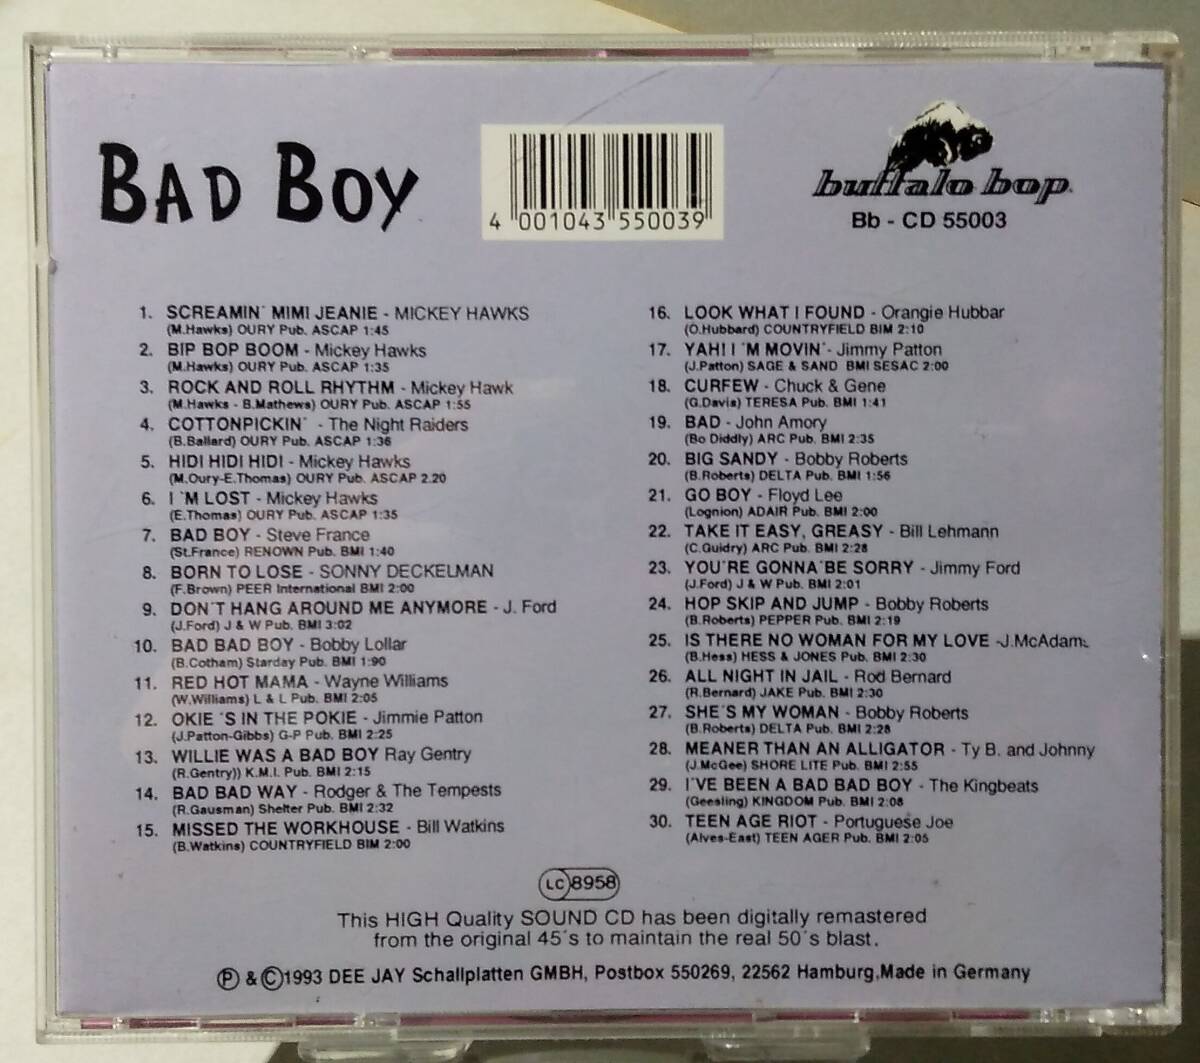 BAD BOY
4 001043 550039
buffalo bop.
Bb - CD 55003
1. SCREAMIN´ MIMI JEANIE - MICKEY HAWKS
(M.Hawks) OURY Pub. ASCAP 1:45
2. BIP BOP BOOM - Mickey Hawks
(M.Hawks) OURY Pub. ASCAP 1:35
3. ROCK AND ROLL RHYTHM - Mickey Hawk
(M.Hawks - B.Mathews) OURY Pub. ASCAP 1:55
4. COTTONPICKIN´ - The Night Raiders
(B.Ballard) OURY Pub. ASCAP 1:36
5. HIDI HIDI HIDI - Mickey Hawks
(M.Oury-E.Thomas) OURY Pub. ASCAP 2.20
6. I ´M LOST - Mickey Hawks
(E.Thomas) OURY Pub. ASCAP 1:35
7. BAD BOY - Steve France
(St.France) RENOWN Pub. BMI 1:40
8. BORN TO LOSE - SONNY DECKELMAN
(F.Brown) PEER International BMI 2:00
9. DON´T HANG AROUND ME ANYMORE - J. Ford
(J.Ford) J & W Pub. BMI 3:02
10. BAD BAD BOY - Bobby Lollar
(B.Cotham) Starday Pub. BMI 1:90
11. RED HOT MAMA - Wayne Williams
(W.Williams) L & L Pub. BMI 2:05
12. OKIE ´S IN THE POKIE - Jimmie Patton
(J.Patton-Gibbs) G-P Pub. BMI 2:25
13. WILLIE WAS A BAD BOY Ray Gentry
(R.Gentry)) K.M.I. Pub. BMI 2:15
14. BAD BAD WAY - Rodger & The Tempests
(R.Gausman) Shelter Pub. BMI 2:32
15. MISSED THE WORKHOUSE - Bill Watkins
(B.Watkins) COUNTRYFIELD BIM 2:00
16. LOOK WHAT I FOUND - Orangie Hubbar
(O.Hubbard) COUNTRYFIELD BIM 2:10
17. YAH! I ´M MOVIN´- Jimmy Patton
(J.Patton) SAGE & SAND BMI SESAC 2:00
18. CURFEW - Chuck & Gene
(G.Davis) TERESA Pub. BMI 1:41
19. BAD - John Amory
(Bo Diddly) ARC Pub. BMI 2:35
20. BIG SANDY - Bobby Roberts
(B.Roberts) DELTA Pub. BMI 1:56
21. GO BOY - Floyd Lee
(Lognion) ADAIR Pub. BMI 2:00
22. TAKE IT EASY, GREASY - Bill Lehmann
(C.Guidry) ARC Pub. BMI 2:28
23. YOU´RE GONNA´BE SORRY - Jimmy Ford
(J.Ford) J & W Pub. BMI 2:01
24. HOP SKIP AND JUMP - Bobby Roberts
(B.Roberts) PEPPER Pub. BMI 2:19
25. IS THERE NO WOMAN FOR MY LOVE -J.McAdams
(B.Hess) HESS & JONES Pub. BMI 2:30
26. ALL NIGHT IN JAIL - Rod Bernard
(R.Bernard) JAKE Pub. BMI 2:30
27. SHE´S MY WOMAN - Bobby Roberts
(B.Roberts) DELTA Pub. BMI 2:28
28. MEANER THAN AN ALLIGATOR - Ty B. and Johnny
(J.McGee) SHORE LITE Pub. BMI 2:55
29. I´VE BEEN A BAD BAD BOY - The Kingbeats
(Geesling) KINGDOM Pub. BMI 2:08
30. TEEN AGE RIOT - Portuguese Joe
(Alves-East) TEEN AGER Pub. BMI 2:05
LC 8958
This HIGH Quality SOUND CD has been digitally remastered
from the original 45´s to maintain the real 50´s blast.
Ⓟ & ©1993 DEE JAY Schallplatten GMBH, Postbox 550269, 22562 Hamburg,Made in Germany